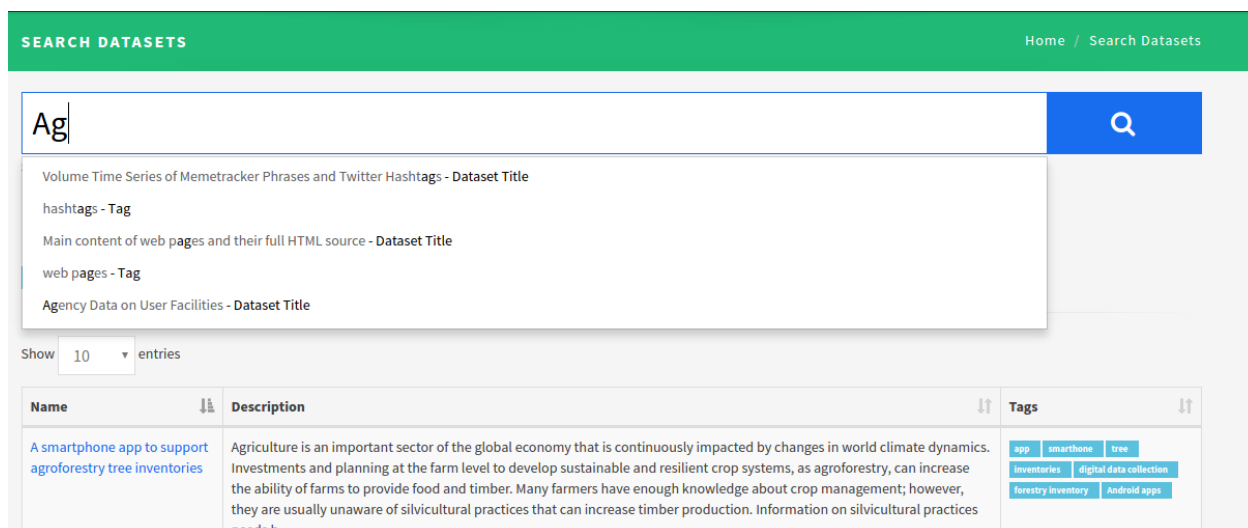 SEARCH DATASETS
Home / Search Datasets
Ag
Volume Time Series of Memetracker Phrases and Twitter Hashtags - Dataset Title
hashtags - Tag
Main content of web pages and their full HTML source - Dataset Title
web pages - Tag
Agency Data on User Facilities - Dataset Title
Show 10 entries
Name Description Tags
A smartphone app to support
agroforestry tree inventories
Agriculture is an important sector of the global economy that is continuously impacted by changes in world climate dynamics.
Investments and planning at the farm level to develop sustainable and resilient crop systems, as agroforestry, can increase
the ability of farms to provide food and timber. Many farmers have enough knowledge about crop management; however,
they are usually unaware of silvicultural practices that can increase timber production. Information on silvicultural practices
app smarthone tree
inventories digital data collection
forestry inventory Android apps